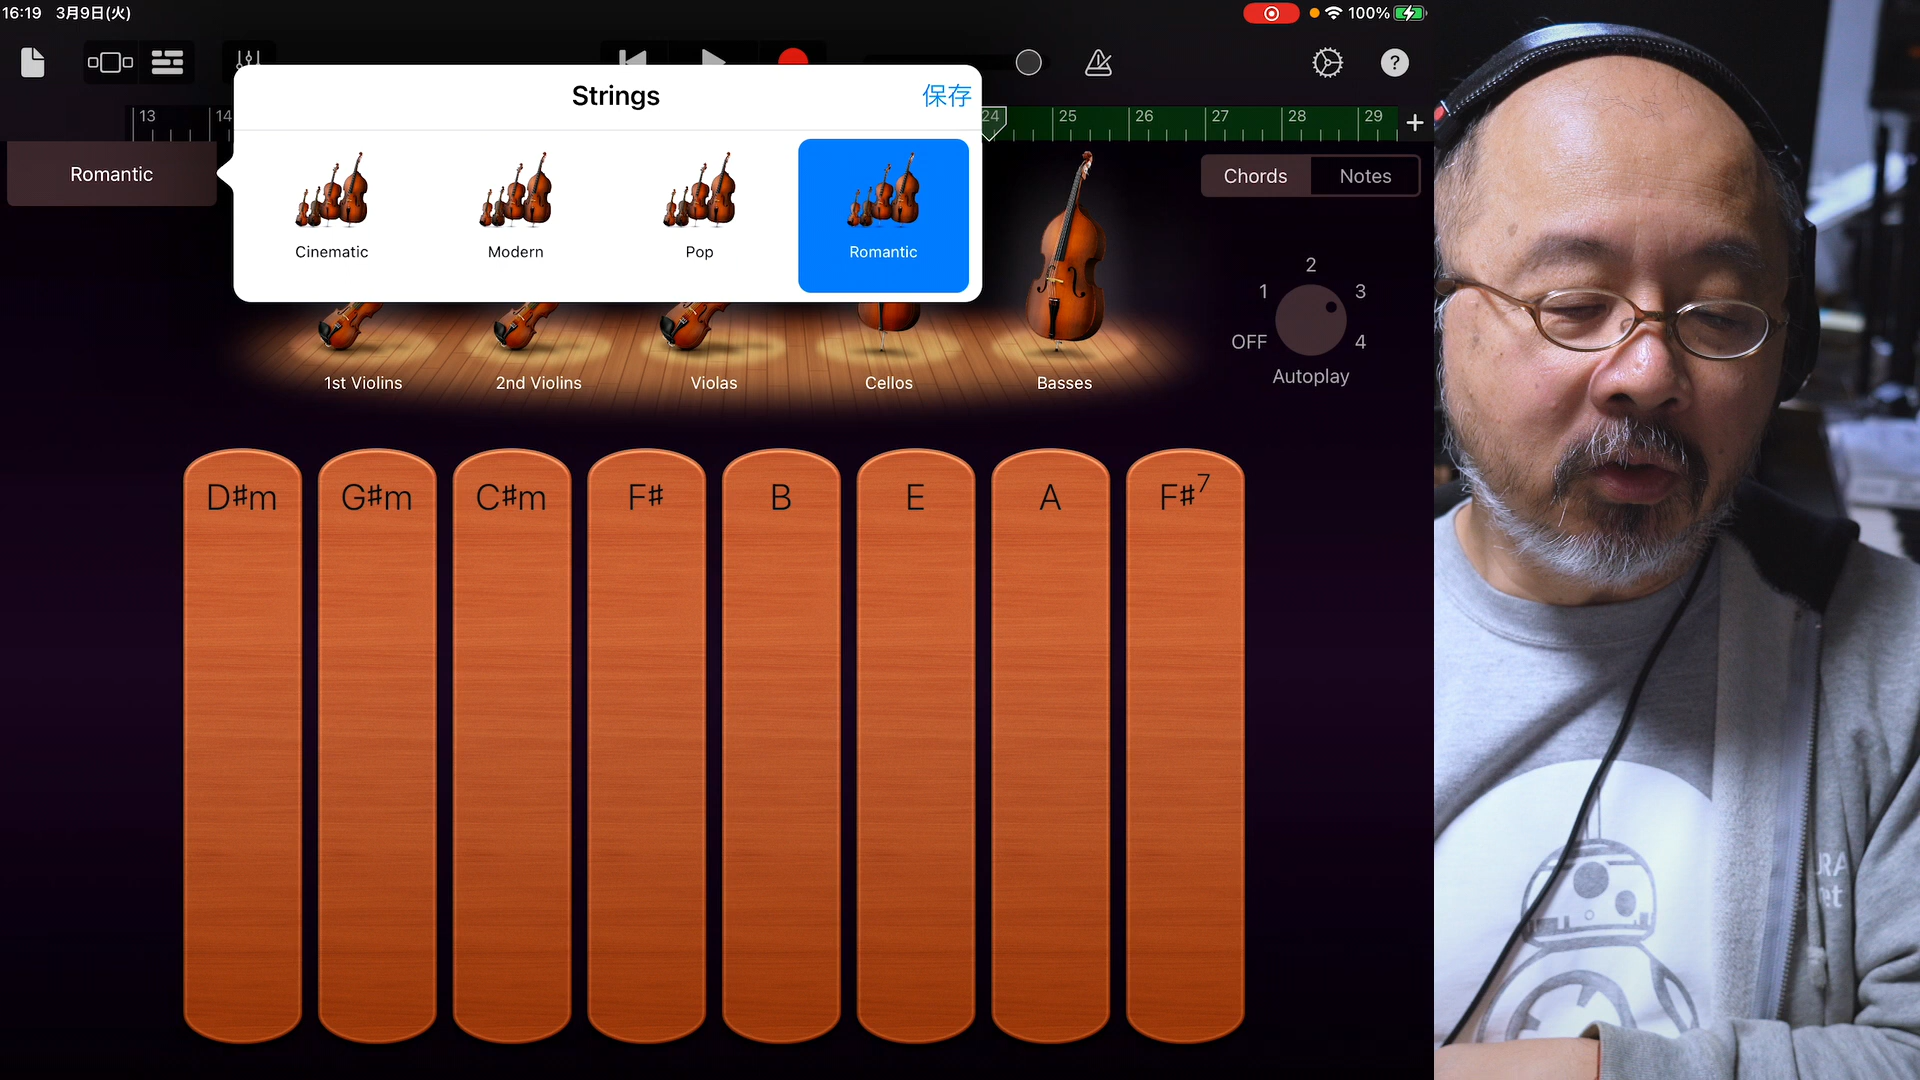 16:19 3月9日(火)
100%
Strings
保存
13 14 24 25 26 27 28 29 +
Romantic
Cinematic
Modern
Pop
Romantic
Chords
Notes
1st Violins
2nd Violins
Violas
Cellos
Basses
OFF 1 2 3 4
Autoplay
D♯m
G♯m
C♯m
F♯
B
E
A
F♯7